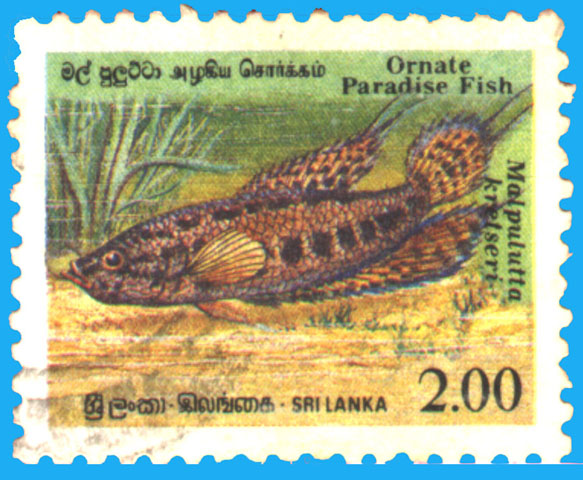 මල් පුලුට්ටා அழகிய சொர்க்கம்
Ornate
Paradise Fish
Malpulutta
kretseri
ශ්‍රී ලංකා · இலங்கை · SRI LANKA
2.00